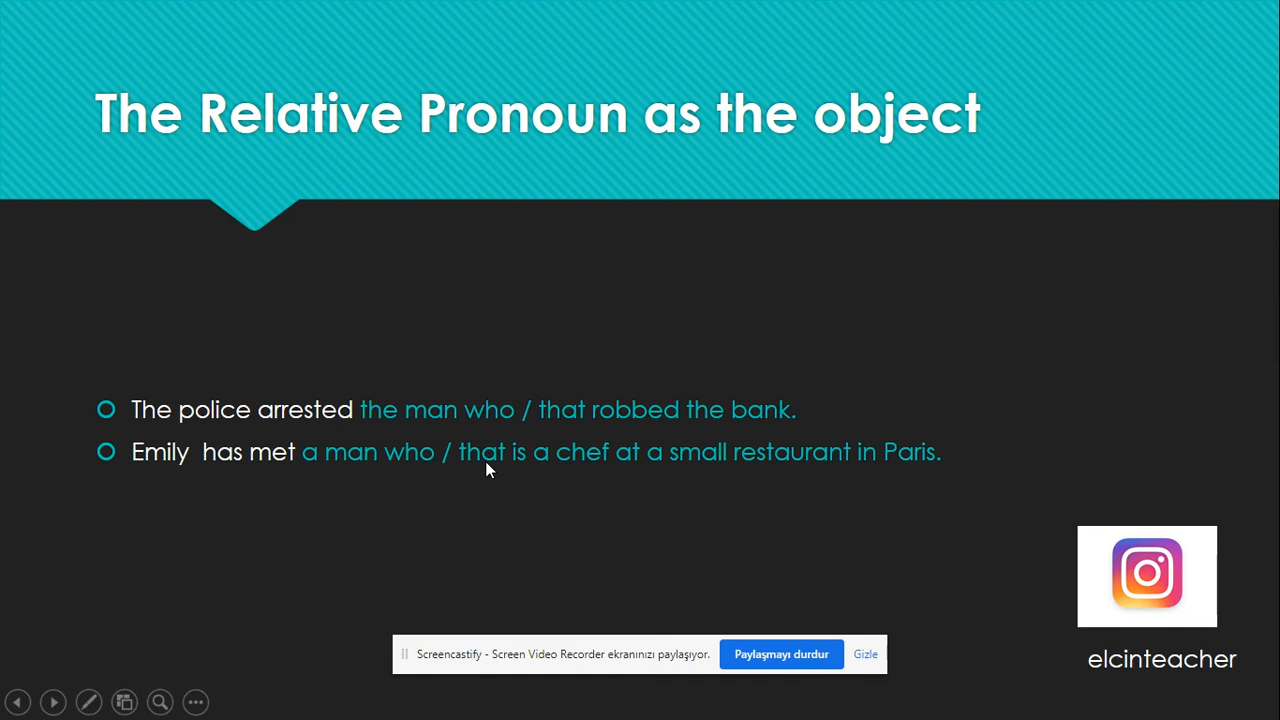 The Relative Pronoun as the object
The police arrested the man who / that robbed the bank.
Emily has met a man who / that is a chef at a small restaurant in Paris.
Screencastify - Screen Video Recorder ekranınızı paylaşıyor. Paylaşmayı durdur Gizle
elcinteacher